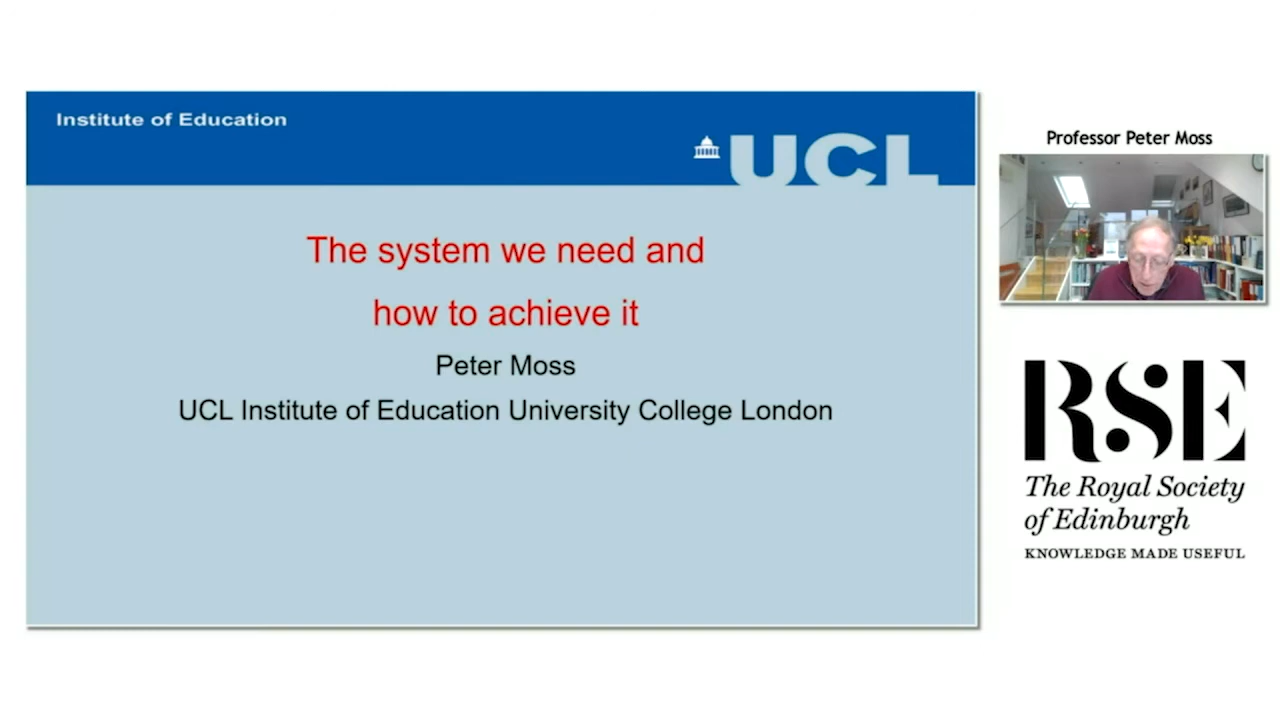 Institute of Education
UCL
The system we need and
how to achieve it
Peter Moss
UCL Institute of Education University College London
Professor Peter Moss
RSE
The Royal Society
of Edinburgh
KNOWLEDGE MADE USEFUL